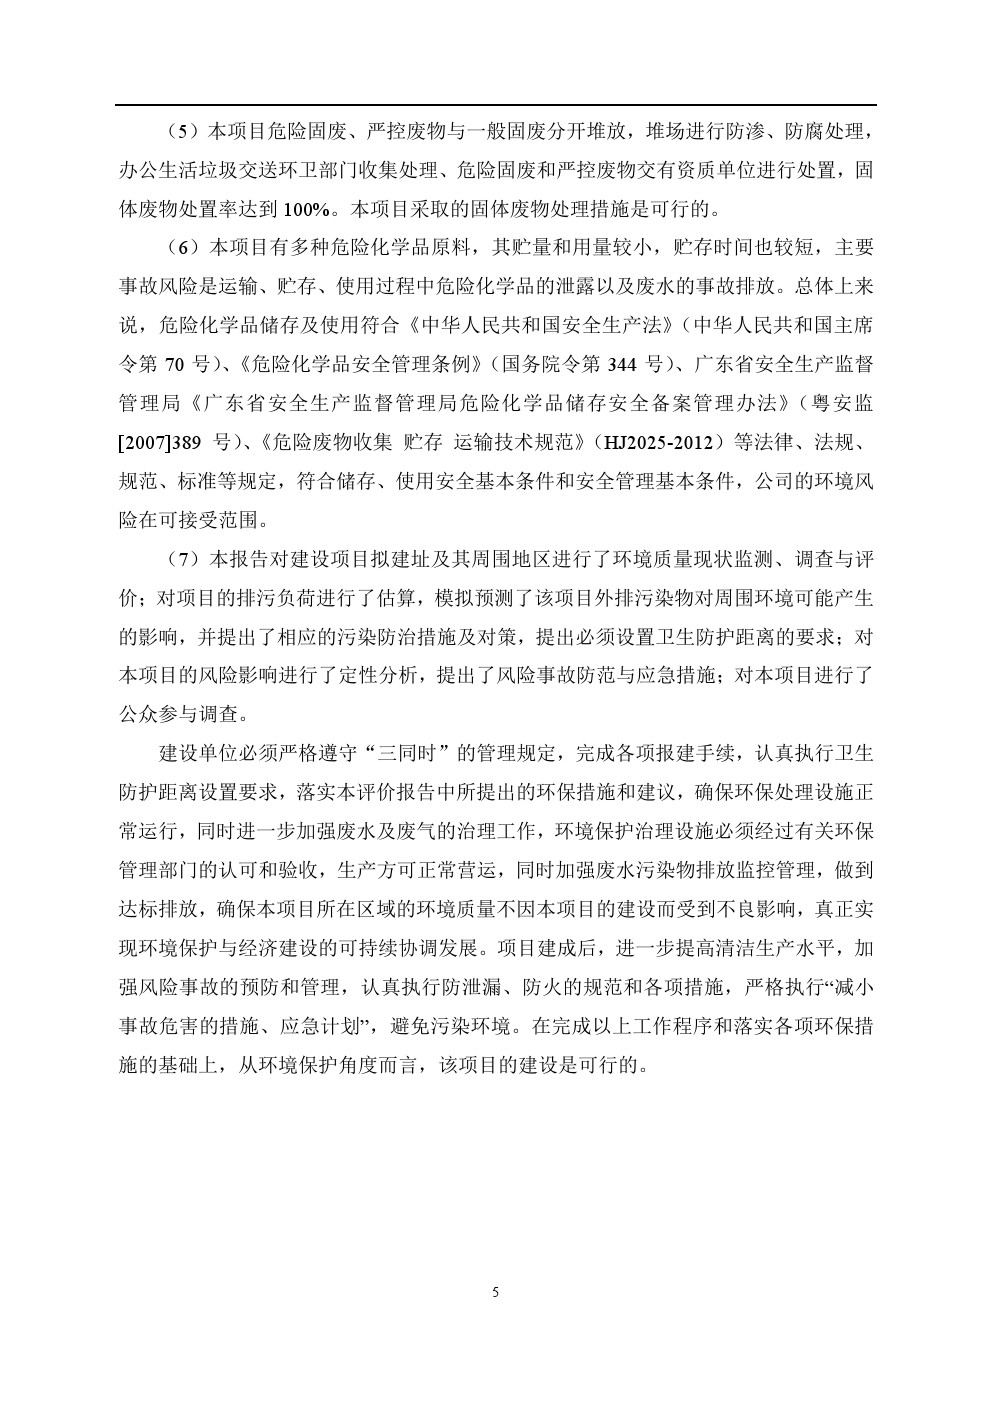 （5）本项目危险固废、严控废物与一般固废分开堆放，堆场进行防渗、防腐处理，
办公生活垃圾交送环卫部门收集处理、危险固废和严控废物交有资质单位进行处置，固
体废物处置率达到 100%。本项目采取的固体废物处理措施是可行的。
（6）本项目有多种危险化学品原料，其贮量和用量较小，贮存时间也较短，主要
事故风险是运输、贮存、使用过程中危险化学品的泄露以及废水的事故排放。总体上来
说，危险化学品储存及使用符合《中华人民共和国安全生产法》（中华人民共和国主席
令第 70 号）、《危险化学品安全管理条例》（国务院令第 344 号）、广东省安全生产监督
管理局《广东省安全生产监督管理局危险化学品储存安全备案管理办法》（粤安监
[2007]389 号）、《危险废物收集 贮存 运输技术规范》（HJ2025-2012）等法律、法规、
规范、标准等规定，符合储存、使用安全基本条件和安全管理基本条件，公司的环境风
险在可接受范围。
（7）本报告对建设项目拟建址及其周围地区进行了环境质量现状监测、调查与评
价；对项目的排污负荷进行了估算，模拟预测了该项目外排污染物对周围环境可能产生
的影响，并提出了相应的污染防治措施及对策，提出必须设置卫生防护距离的要求；对
本项目的风险影响进行了定性分析，提出了风险事故防范与应急措施；对本项目进行了
公众参与调查。
建设单位必须严格遵守“三同时”的管理规定，完成各项报建手续，认真执行卫生
防护距离设置要求，落实本评价报告中所提出的环保措施和建议，确保环保处理设施正
常运行，同时进一步加强废水及废气的治理工作，环境保护治理设施必须经过有关环保
管理部门的认可和验收，生产方可正常营运，同时加强废水污染物排放监控管理，做到
达标排放，确保本项目所在区域的环境质量不因本项目的建设而受到不良影响，真正实
现环境保护与经济建设的可持续协调发展。项目建成后，进一步提高清洁生产水平，加
强风险事故的预防和管理，认真执行防泄漏、防火的规范和各项措施，严格执行“减小
事故危害的措施、应急计划”，避免污染环境。在完成以上工作程序和落实各项环保措
施的基础上，从环境保护角度而言，该项目的建设是可行的。
5